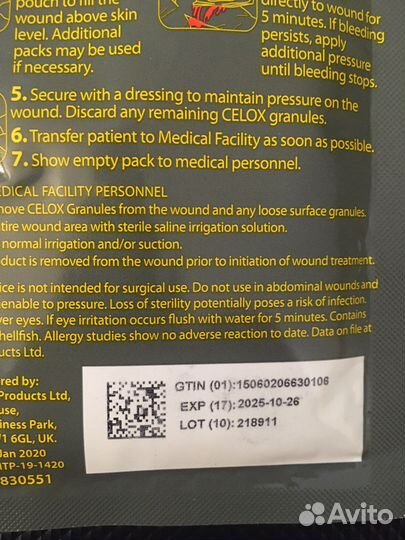 pouch to fill the
wound above skin
level. Additional
packs may be used
if necessary.
directly to wound for
5 minutes. If bleeding
persists, apply
additional pressure
until bleeding stops.
5. Secure with a dressing to maintain pressure on the
wound. Discard any remaining CELOX granules.
6. Transfer patient to Medical Facility as soon as possible.
7. Show empty pack to medical personnel.
EDICAL FACILITY PERSONNEL
nove CELOX Granules from the wound and any loose surface granules.
tire wound area with sterile saline irrigation solution.
normal irrigation and/or suction.
duct is removed from the wound prior to initiation of wound treatment.
ice is not intended for surgical use. Do not use in abdominal wounds and
enable to pressure. Loss of sterility potentially poses a risk of infection.
ver eyes. If eye irritation occurs flush with water for 5 minutes. Contains
shellfish. Allergy studies show no adverse reaction to date. Data on file at
ucts Ltd.
red by:
Products Ltd,
use,
iness Park,
1 6GL, UK.
Jan 2020
MTP-19-1420
830551
GTIN (01):15060206630106
EXP (17): 2025-10-26
LOT (10): 218911
Avito